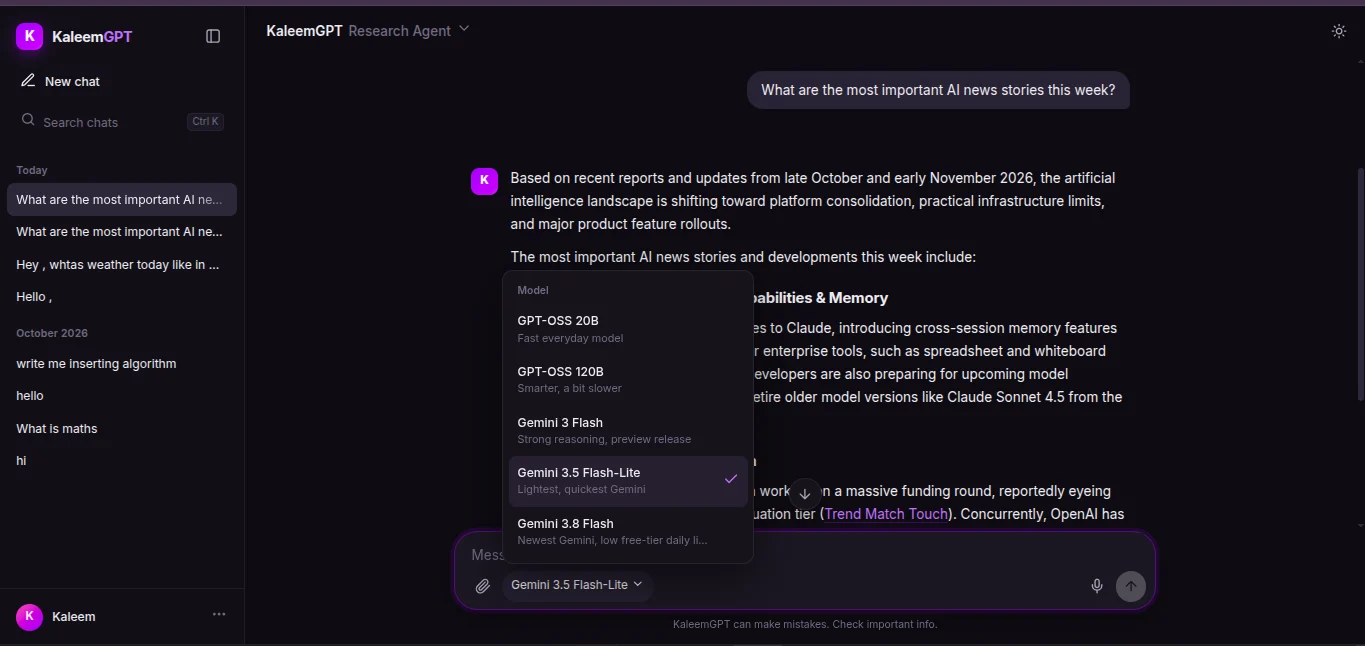 K KaleemGPT
New chat
Search chats Ctrl K
Today
What are the most important AI ne...
What are the most important AI ne...
Hey , whtas weather today like in ...
Hello ,
October 2026
write me inserting algorithm
hello
What is maths
hi
K Kaleem
KaleemGPT Research Agent
What are the most important AI news stories this week?
K
Based on recent reports and updates from late October and early November 2026, the artificial
intelligence landscape is shifting toward platform consolidation, practical infrastructure limits,
and major product feature rollouts.
The most important AI news stories and developments this week include:
& Memory
to Claude, introducing cross-session memory features
enterprise tools, such as spreadsheet and whiteboard
are also preparing for upcoming model
older model versions like Claude Sonnet 4.5 from the
a massive funding round, reportedly eyeing
tier (Trend Match Touch). Concurrently, OpenAI has
Model
GPT-OSS 20B
Fast everyday model
GPT-OSS 120B
Smarter, a bit slower
Gemini 3 Flash
Strong reasoning, preview release
Gemini 3.5 Flash-Lite
Lightest, quickest Gemini
Gemini 3.8 Flash
Newest Gemini, low free-tier daily li...
Gemini 3.5 Flash-Lite
KaleemGPT can make mistakes. Check important info.